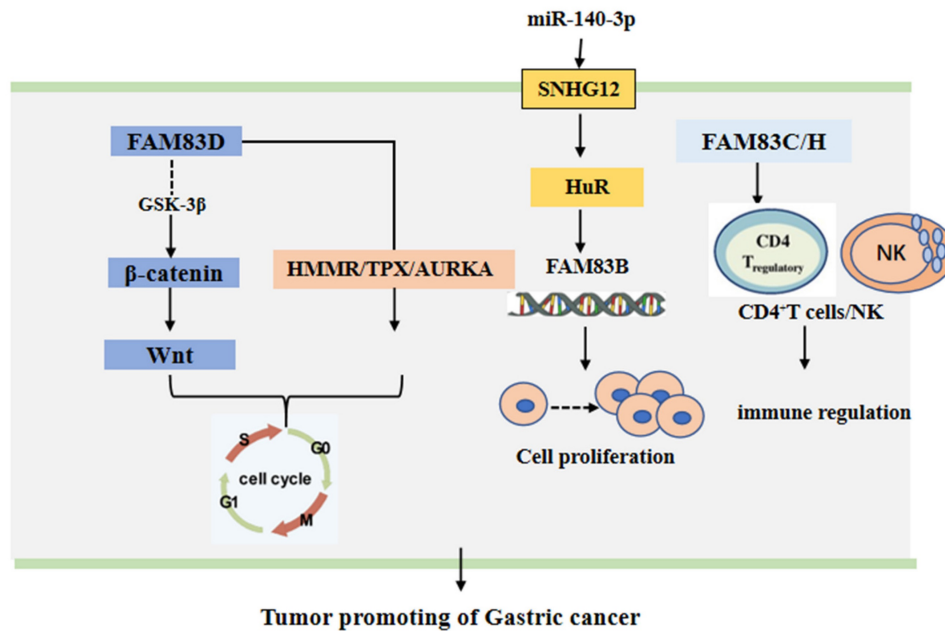 miR-140-3p
SNHG12
FAM83D
FAM83C/H
GSK-3β
HuR
CD4
Tregulatory
NK
β-catenin
HMMR/TPX/AURKA
FAM83B
CD4+T cells/NK
Wnt
immune regulation
S
G0
cell cycle
G1
M
Cell proliferation
Tumor promoting of Gastric cancer